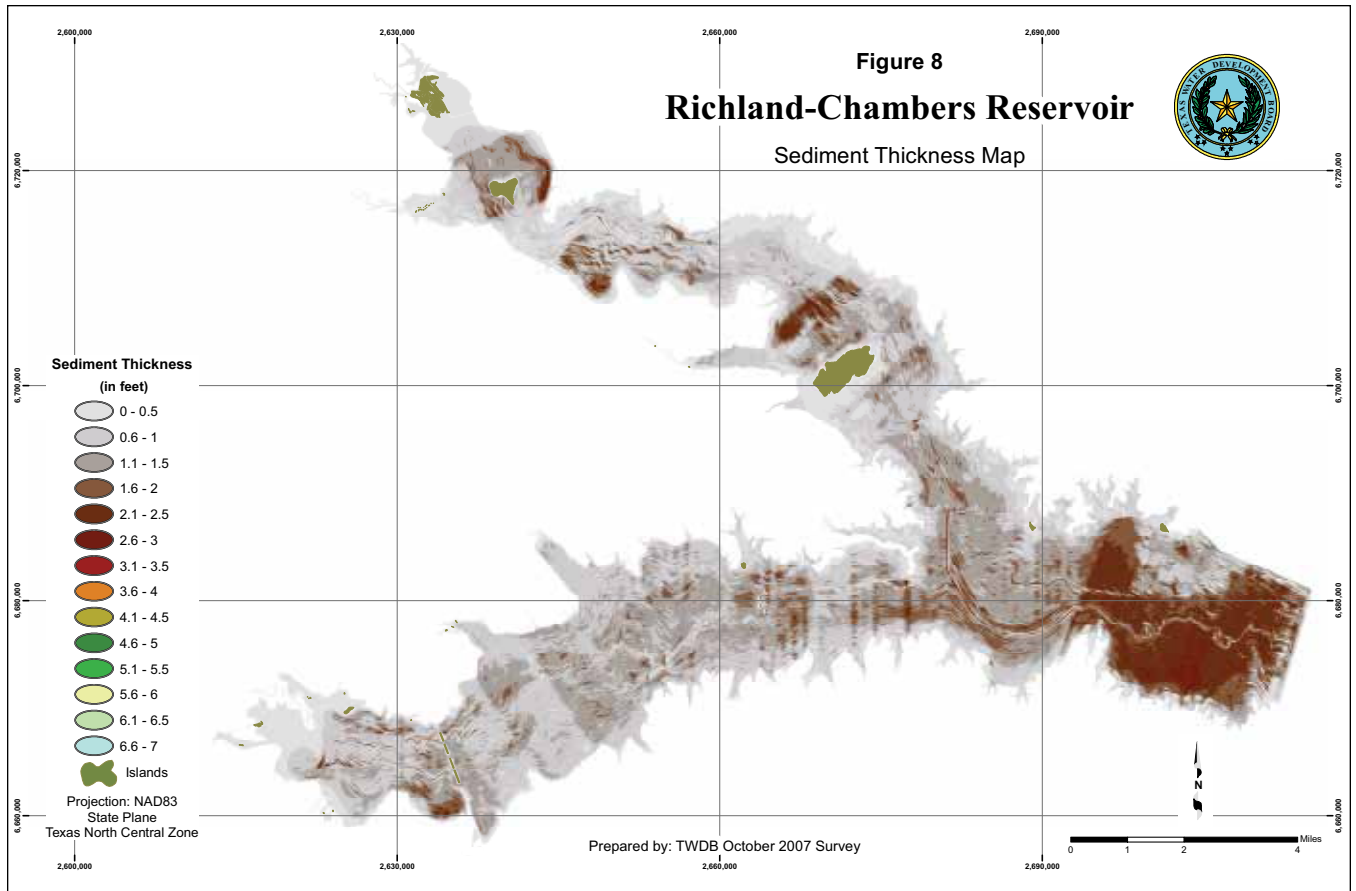 2,600,000
2,630,000
2,660,000
2,690,000
Figure 8
Richland-Chambers Reservoir
Sediment Thickness Map
TEXAS WATER DEVELOPMENT BOARD
6,720,000
6,720,000
6,700,000
6,700,000
6,680,000
6,680,000
6,660,000
6,660,000
Sediment Thickness
(in feet)
0 - 0.5
0.6 - 1
1.1 - 1.5
1.6 - 2
2.1 - 2.5
2.6 - 3
3.1 - 3.5
3.6 - 4
4.1 - 4.5
4.6 - 5
5.1 - 5.5
5.6 - 6
6.1 - 6.5
6.6 - 7
Islands
Projection: NAD83
State Plane
Texas North Central Zone
N
Miles
0 1 2 4
Prepared by: TWDB October 2007 Survey
2,600,000
2,630,000
2,660,000
2,690,000